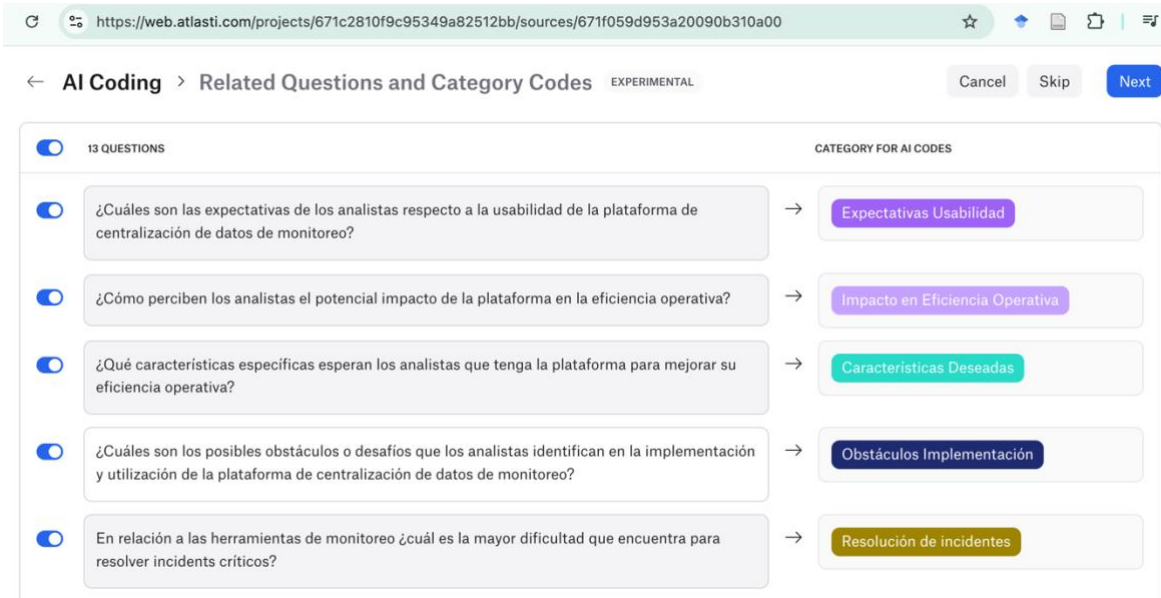 https://web.atlasti.com/projects/671c2810f9c95349a82512bb/sources/671f059d953a20090b310a00
← AI Coding > Related Questions and Category Codes EXPERIMENTAL Cancel Skip Next
13 QUESTIONS CATEGORY FOR AI CODES
¿Cuáles son las expectativas de los analistas respecto a la usabilidad de la plataforma de
centralización de datos de monitoreo?
→ Expectativas Usabilidad
¿Cómo perciben los analistas el potencial impacto de la plataforma en la eficiencia operativa?
→ Impacto en Eficiencia Operativa
¿Qué características específicas esperan los analistas que tenga la plataforma para mejorar su
eficiencia operativa?
→ Características Deseadas
¿Cuáles son los posibles obstáculos o desafíos que los analistas identifican en la implementación
y utilización de la plataforma de centralización de datos de monitoreo?
→ Obstáculos Implementación
En relación a las herramientas de monitoreo ¿cuál es la mayor dificultad que encuentra para
resolver incidents críticos?
→ Resolución de incidentes